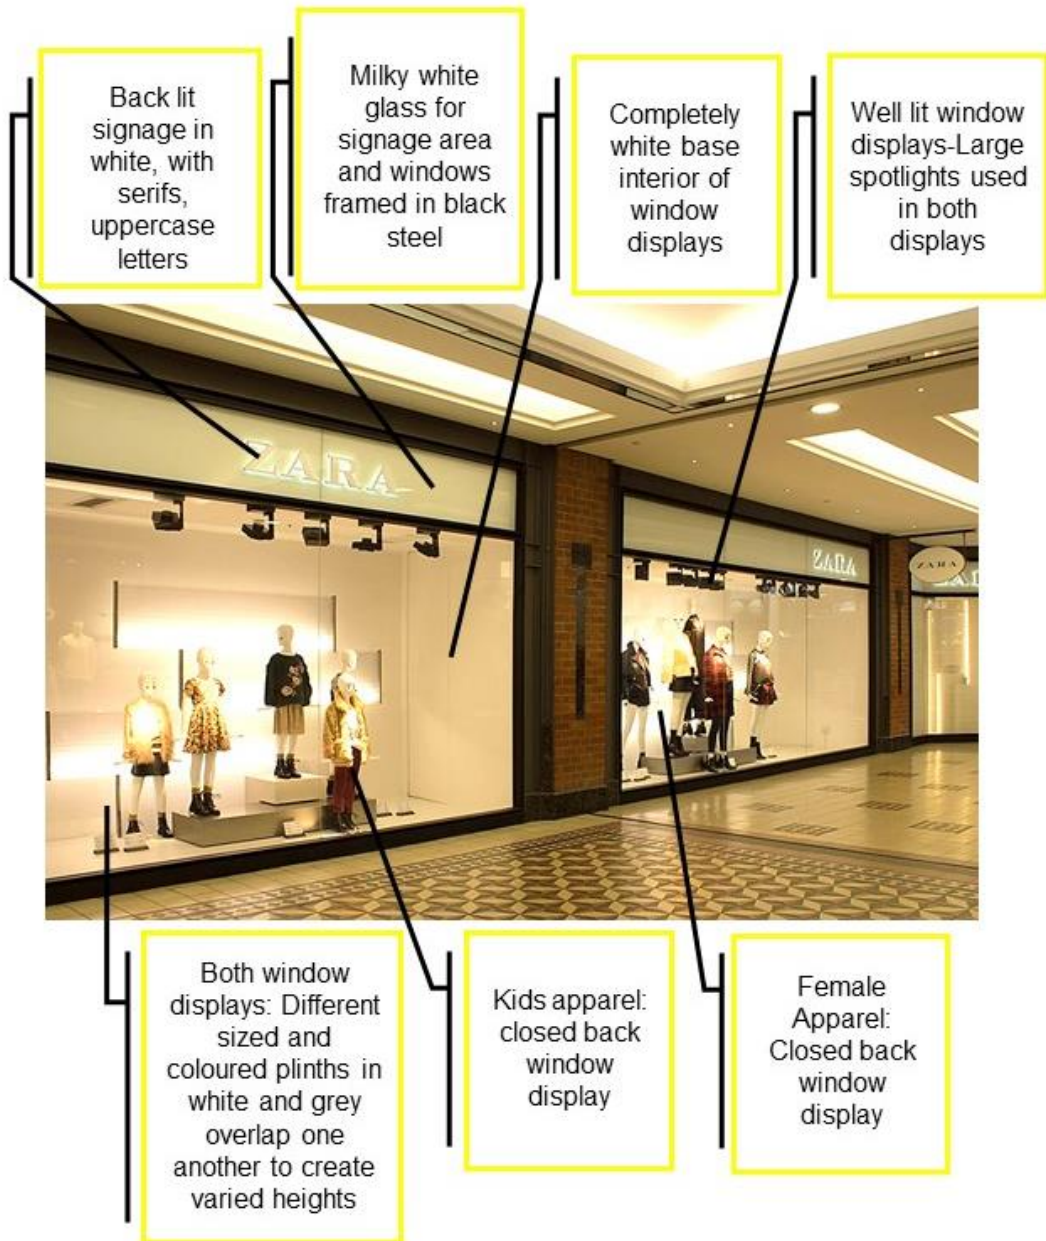 Back lit
signage in
white, with
serifs,
uppercase
letters
Milky white
glass for
signage area
and windows
framed in black
steel
Completely
white base
interior of
window
displays
Well lit window
displays-Large
spotlights used
in both
displays
ZARA
ZARA
ZARA
Both window
displays: Different
sized and
coloured plinths in
white and grey
overlap one
another to create
varied heights
Kids apparel:
closed back
window
display
Female
Apparel:
Closed back
window
display